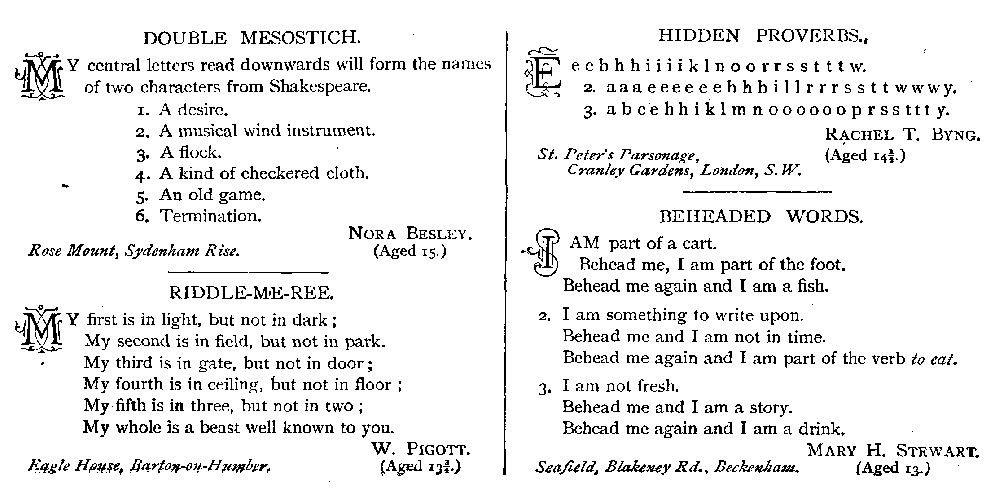 DOUBLE MESOSTICH.
MY central letters read downwards will form the names
of two characters from Shakespeare.
1. A desire.
2. A musical wind instrument.
3. A flock.
4. A kind of checkered cloth.
5. An old game.
6. Termination.
NORA BESLEY.
Rose Mount, Sydenham Rise. (Aged 15.)
RIDDLE-ME-REE.
MY first is in light, but not in dark;
My second is in field, but not in park.
My third is in gate, but not in door;
My fourth is in ceiling, but not in floor;
My fifth is in three, but not in two;
My whole is a beast well known to you.
W. PIGOTT.
Eagle House, Barton-on-Humber. (Aged 13¾.)
HIDDEN PROVERBS.
E e c b h h i i i i k l n o o r r s s t t t w.
2. a a a e e e e e e h h h i l l r r r s s t t w w w y.
3. a b c e h h i k l m n o o o o o o p r s s t t t y.
RACHEL T. BYNG.
St. Peter's Parsonage, (Aged 14¾.)
Cranley Gardens, London, S.W.
BEHEADED WORDS.
I AM part of a cart.
Behead me, I am part of the foot.
Behead me again and I am a fish.
2. I am something to write upon.
Behead me and I am not in time.
Behead me again and I am part of the verb to eat.
3. I am not fresh.
Behead me and I am a story.
Behead me again and I am a drink.
MARY H. STEWART.
Seafield, Blakeney Rd., Beckenham. (Aged 13.)